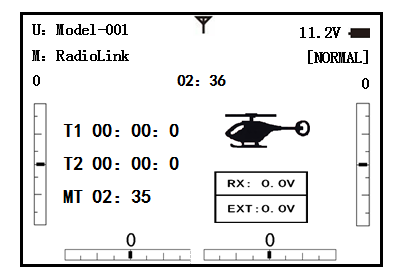 U: Model-001
11.2V
M: RadioLink
[NORMAL]
0
02: 36
0
T1 00: 00: 0
T2 00: 00: 0
MT 02: 35
RX: 0.0V
EXT:0.0V
0
0